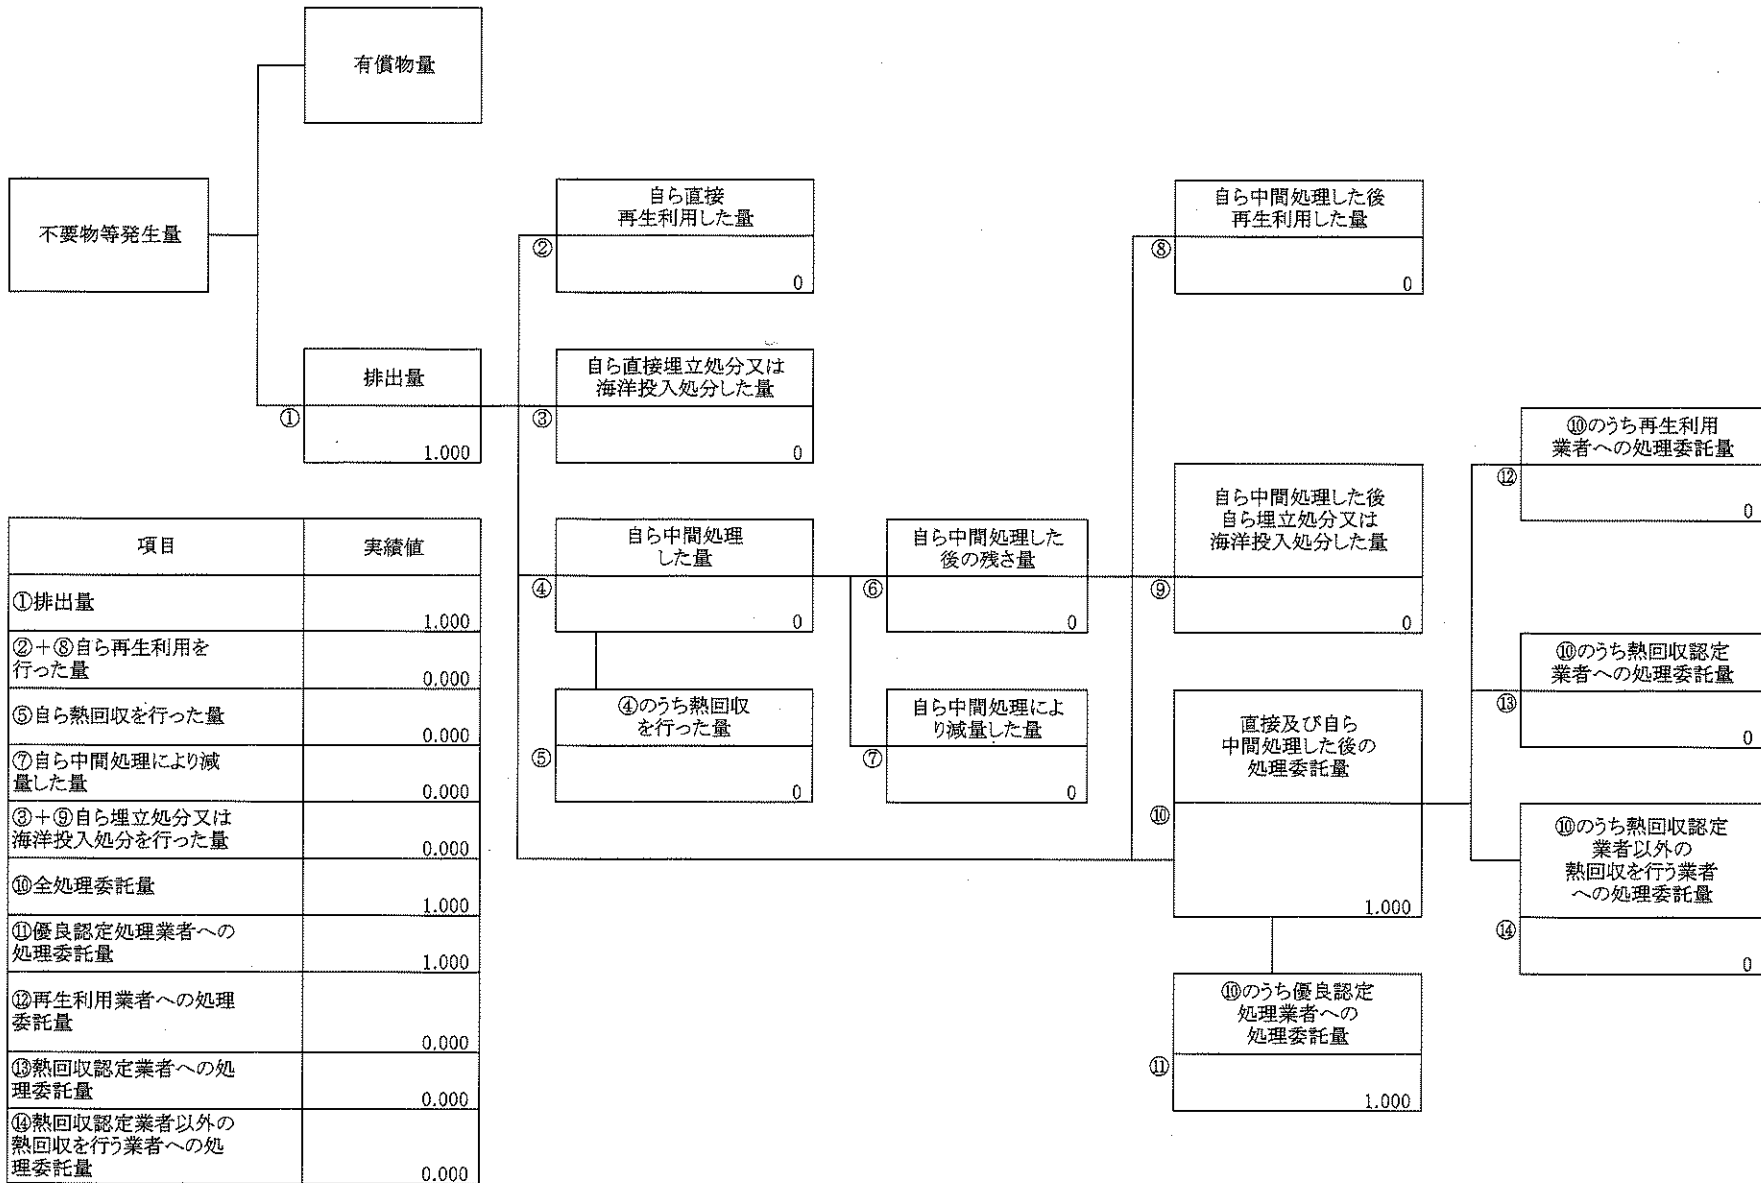 有償物量
不要物等発生量
排出量
①
1.000
自ら直接
再生利用した量
②
0
自ら直接埋立処分又は
海洋投入処分した量
③
0
自ら中間処理
した量
④
0
④のうち熱回収
を行った量
⑤
0
自ら中間処理した
後の残さ量
⑥
0
自ら中間処理によ
り減量した量
⑦
0
自ら中間処理した後
再生利用した量
⑧
0
自ら中間処理した後
自ら埋立処分又は
海洋投入処分した量
⑨
0
直接及び自ら
中間処理した後の
処理委託量
⑩
1.000
⑩のうち優良認定
処理業者への
処理委託量
⑪
1.000
⑩のうち再生利用
業者への処理委託量
⑫
0
⑩のうち熱回収認定
業者への処理委託量
⑬
0
⑩のうち熱回収認定
業者以外の
熱回収を行う業者
への処理委託量
⑭
0
項目 実績値
①排出量
1.000
②+⑧自ら再生利用を
行った量
0.000
⑤自ら熱回収を行った量
0.000
⑦自ら中間処理により減
量した量
0.000
③+⑨自ら埋立処分又は
海洋投入処分を行った量
0.000
⑩全処理委託量
1.000
⑪優良認定処理業者への
処理委託量
1.000
⑫再生利用業者への処理
委託量
0.000
⑬熱回収認定業者への処
理委託量
0.000
⑭熱回収認定業者以外の
熱回収を行う業者への処
理委託量
0.000